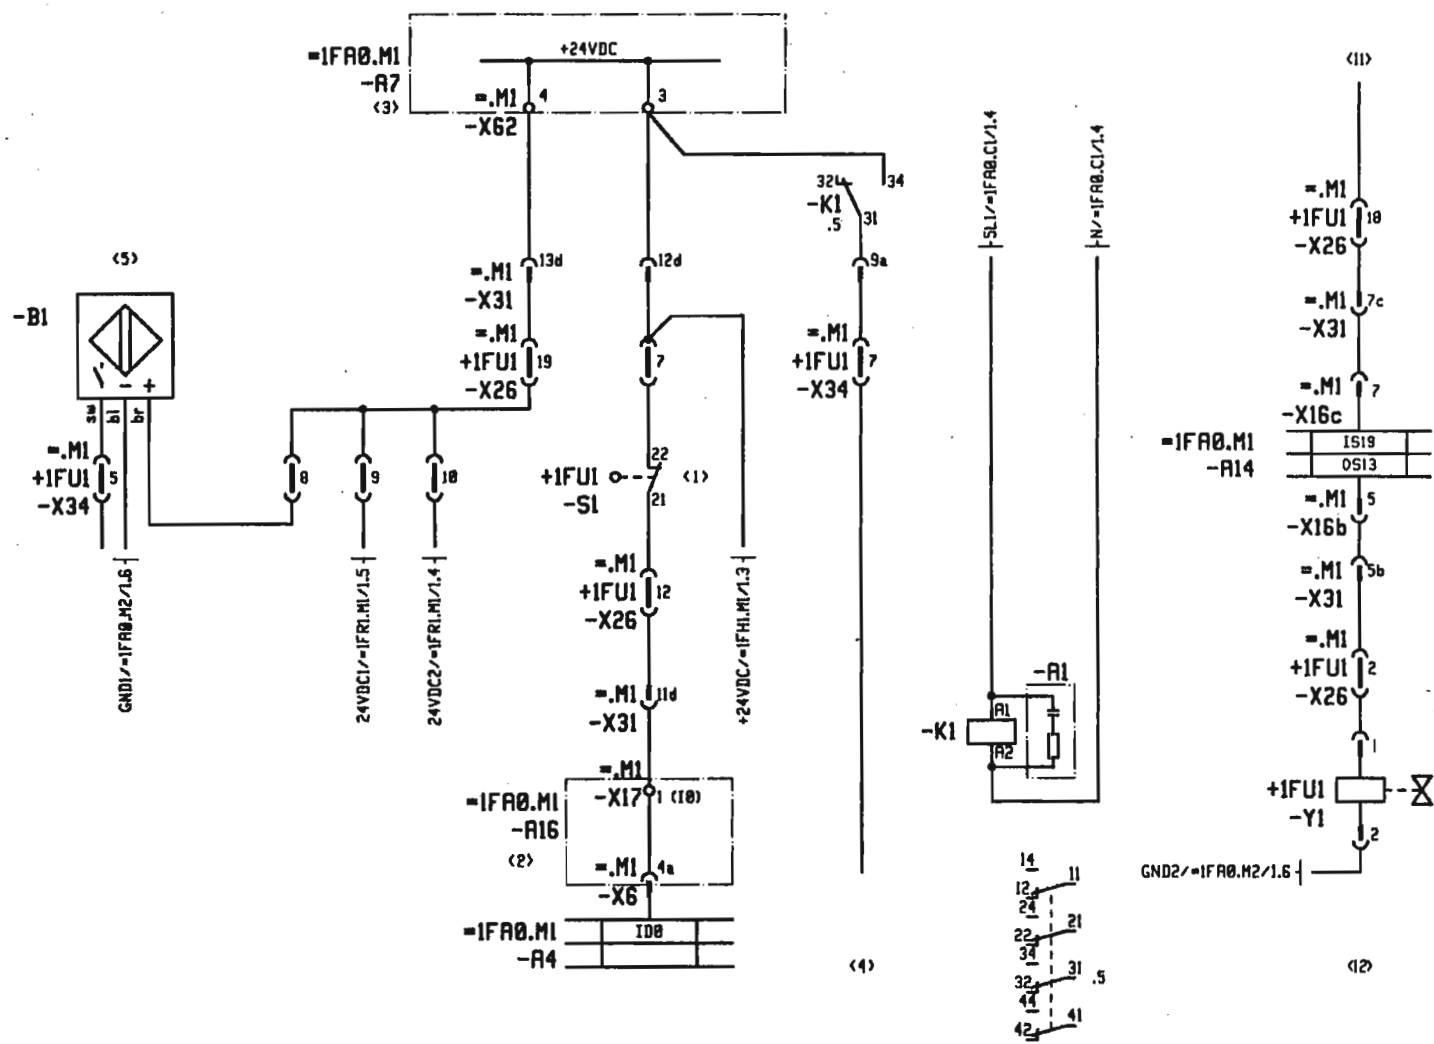 +24VDC
=1FA0.M1
-A7
<3>
=.M1
-X62
4
3
32
34
-K1
.5
31
=.M1
-X31
13d
12d
9a
=.M1
+1FU1
-X26
19
7
=.M1
+1FU1
-X34
7
<5>
-B1
- +
sw
bl
br
=.M1
+1FU1
-X34
5
8
9
10
GND1/=1FA0.M2/1.6
24VDC1/=1FR1.M1/1.5
24VDC2/=1FR1.M1/1.4
+1FU1
-S1
22
21
<1>
=.M1
+1FU1
-X26
12
+24VDC/=1FH1.M1/1.3
=.M1
-X31
11d
=.M1
-X17
1 (I0)
=1FA0.M1
-A16
<2>
=.M1
-X6
4a
=1FA0.M1
-A4
ID0
<4>
5L1/=1FA0.C1/1.4
N/=1FA0.C1/1.4
-A1
-K1
A1
A2
14
12
11
24
22
21
34
32
31
.5
44
42
41
<11>
=.M1
+1FU1
-X26
18
=.M1
-X31
7c
=.M1
-X16c
7
=1FA0.M1
-A14
IS19
OS13
=.M1
-X16b
5
=.M1
-X31
5b
=.M1
+1FU1
-X26
2
1
+1FU1
-Y1
2
GND2/=1FA0.M2/1.6
<12>